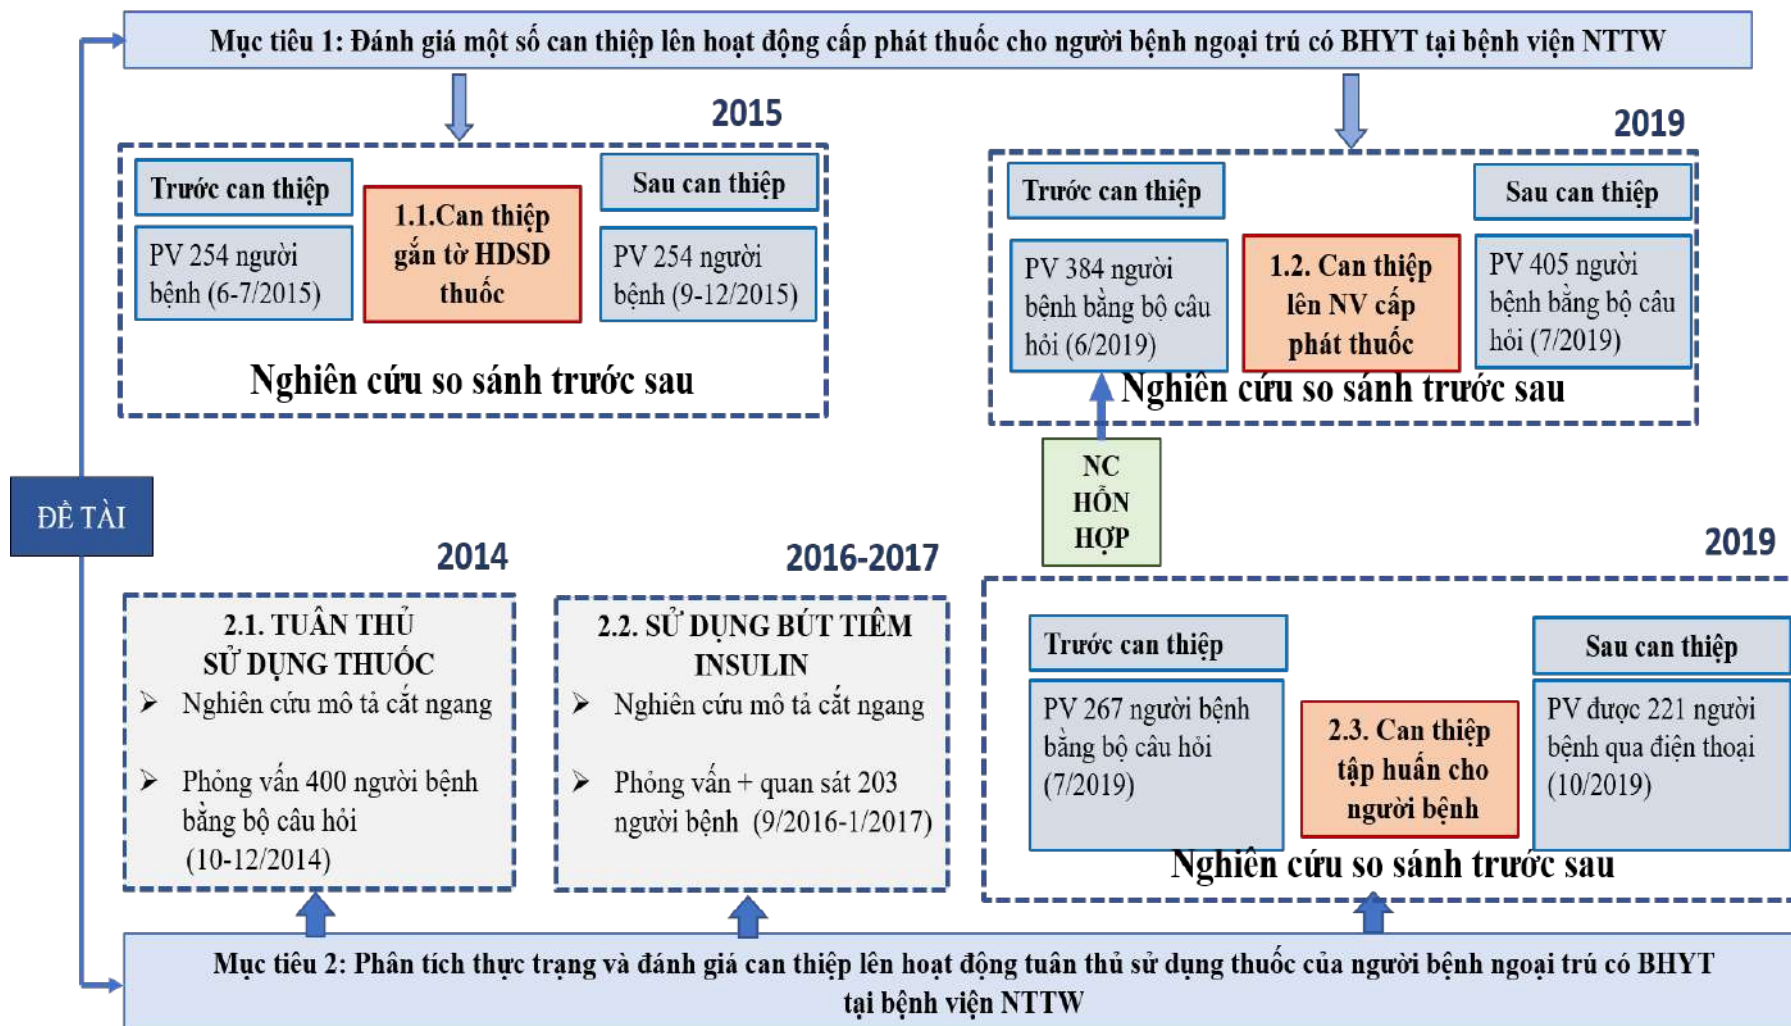 Mục tiêu 1: Đánh giá một số can thiệp lên hoạt động cấp phát thuốc cho người bệnh ngoại trú có BHYT tại bệnh viện NTTW
2015
Trước can thiệp
PV 254 người
bệnh (6-7/2015)
1.1.Can thiệp
gắn tờ HDSD
thuốc
Sau can thiệp
PV 254 người
bệnh (9-12/2015)
Nghiên cứu so sánh trước sau
2019
Trước can thiệp
PV 384 người
bệnh bằng bộ câu
hỏi (6/2019)
1.2. Can thiệp
lên NV cấp
phát thuốc
Sau can thiệp
PV 405 người
bệnh bằng bộ câu
hỏi (7/2019)
Nghiên cứu so sánh trước sau
NC
HỖN
HỢP
ĐỀ TÀI
2014
2.1. TUÂN THỦ
SỬ DỤNG THUỐC
➢ Nghiên cứu mô tả cắt ngang
➢ Phỏng vấn 400 người bệnh
bằng bộ câu hỏi
(10-12/2014)
2016-2017
2.2. SỬ DỤNG BÚT TIÊM
INSULIN
➢ Nghiên cứu mô tả cắt ngang
➢ Phỏng vấn + quan sát 203
người bệnh (9/2016-1/2017)
2019
Trước can thiệp
PV 267 người bệnh
bằng bộ câu hỏi
(7/2019)
2.3. Can thiệp
tập huấn cho
người bệnh
Sau can thiệp
PV được 221 người
bệnh qua điện thoại
(10/2019)
Nghiên cứu so sánh trước sau
Mục tiêu 2: Phân tích thực trạng và đánh giá can thiệp lên hoạt động tuân thủ sử dụng thuốc của người bệnh ngoại trú có BHYT
tại bệnh viện NTTW